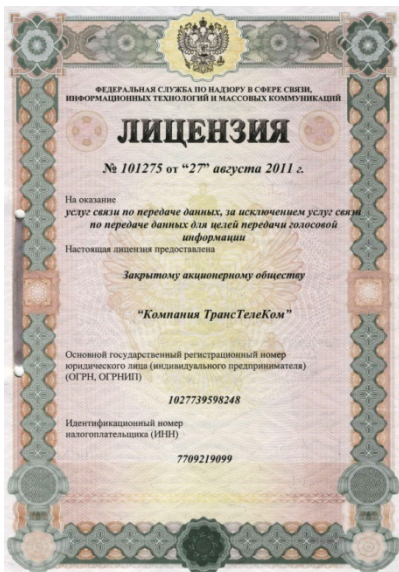 ФЕДЕРАЛЬНАЯ СЛУЖБА ПО НАДЗОРУ В СФЕРЕ СВЯЗИ,
ИНФОРМАЦИОННЫХ ТЕХНОЛОГИЙ И МАССОВЫХ КОММУНИКАЦИЙ
ЛИЦЕНЗИЯ
№ 101275 от “27” августа 2011 г.
На оказание
услуг связи по передаче данных, за исключением услуг связи
по передаче данных для целей передачи голосовой
информации
Настоящая лицензия предоставлена
Закрытому акционерному обществу
“Компания ТрансТелеКом”
Основной государственный регистрационный номер
юридического лица (индивидуального предпринимателя)
(ОГРН, ОГРНИП)
1027739598248
Идентификационный номер
налогоплательщика (ИНН)
7709219099